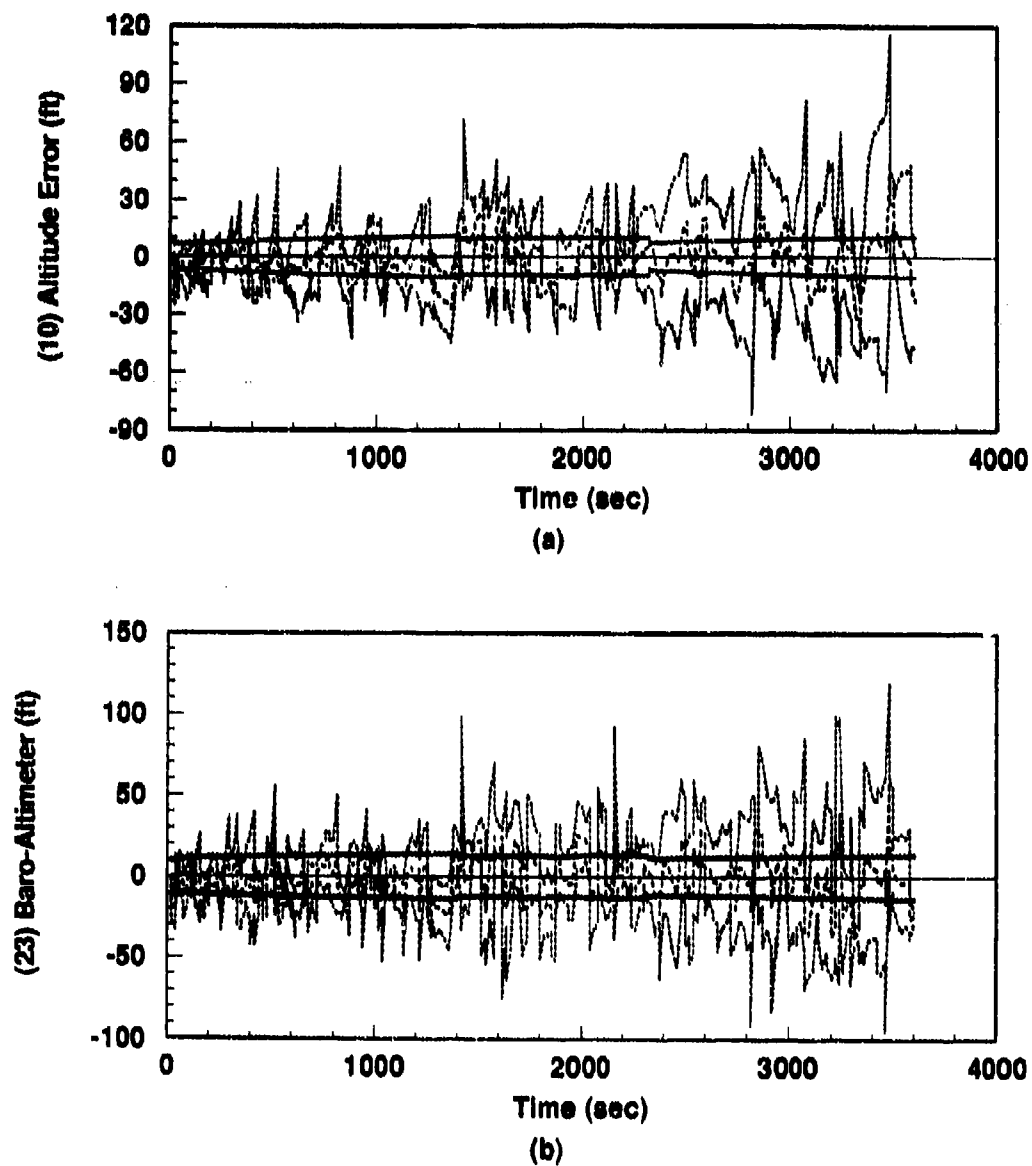 120
90
60
30
0
-30
-60
-90
(10) Altitude Error (ft)
0 1000 2000 3000 4000
Time (sec)
(a)
150
100
50
0
-50
-100
(23) Baro-Altimeter (ft)
0 1000 2000 3000 4000
Time (sec)
(b)